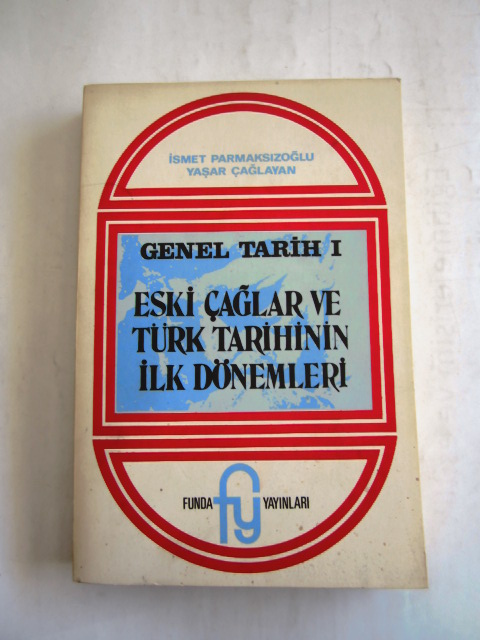 İSMET PARMAKSIZOĞLU
YAŞAR ÇAĞLAYAN
GENEL TARİH I
ESKİ ÇAĞLAR VE
TÜRK TARİHİNİN
İLK DÖNEMLERİ
FUNDA fy YAYINLARI